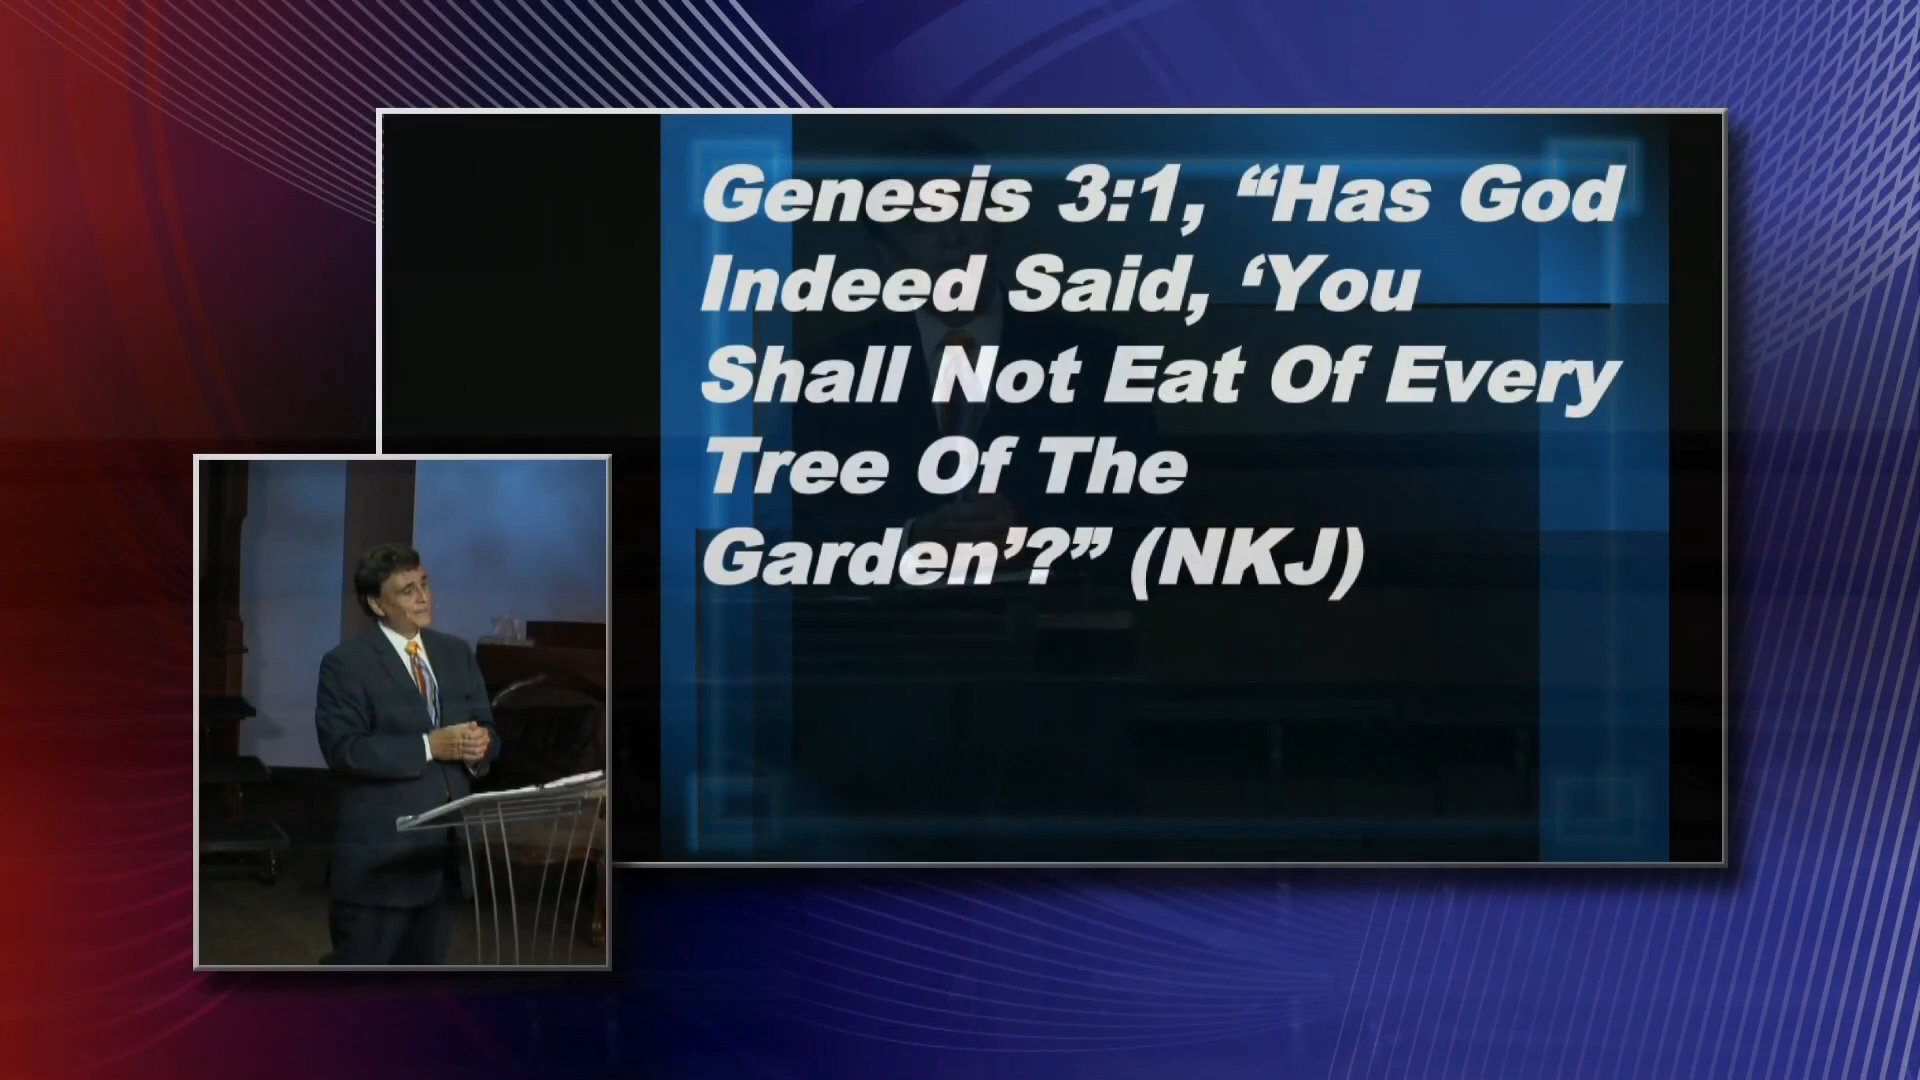 Genesis 3:1, “Has God
Indeed Said, ‘You
Shall Not Eat Of Every
Tree Of The
Garden’?” (NKJ)